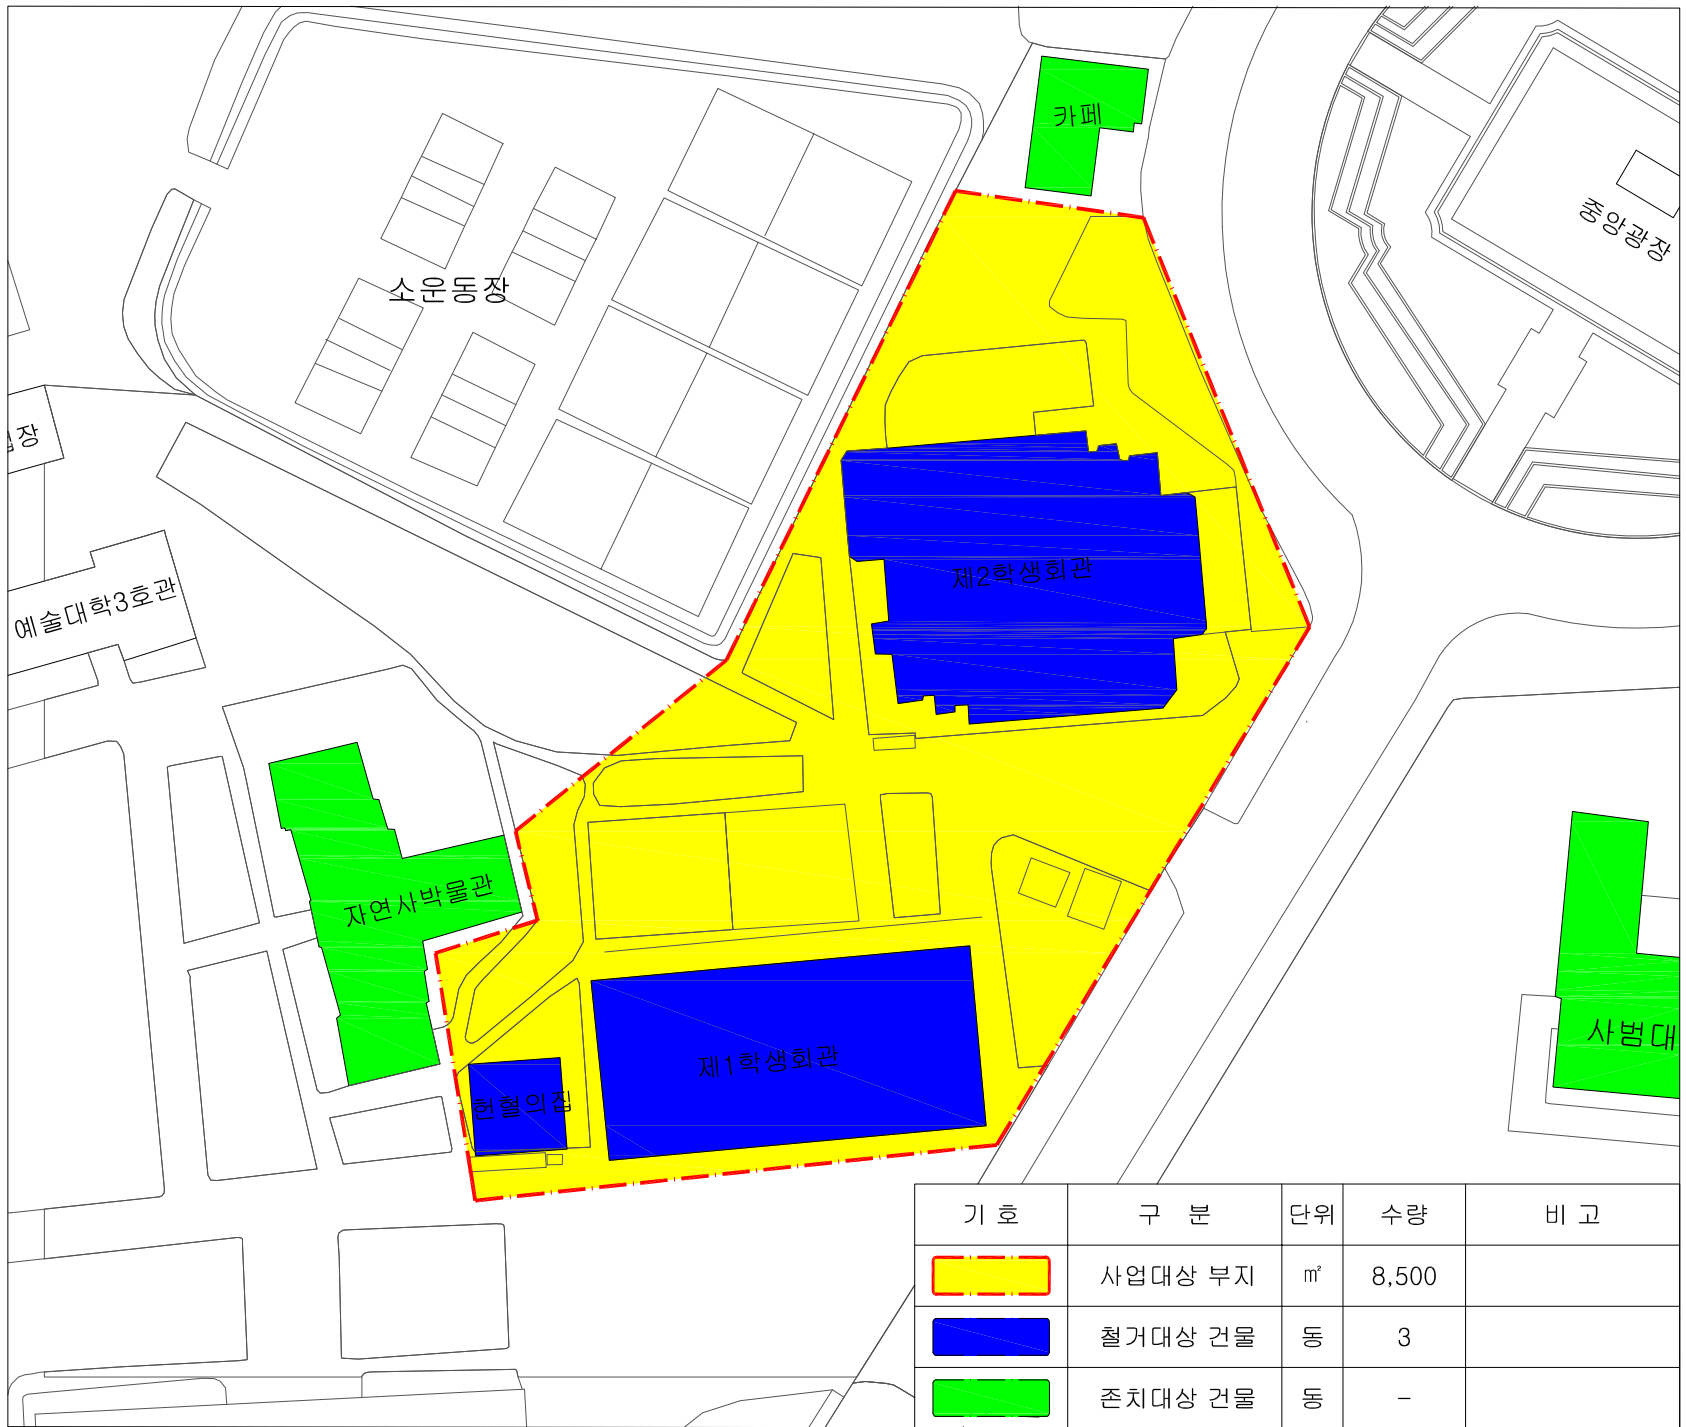 카페
중앙광장
소운동장
장
제2학생회관
예술대학3호관
자연사박물관
사범대
제1학생회관
헌혈의집
기 호 구 분 단위 수량 비 고
사업대상 부지 ㎡ 8,500
철거대상 건물 동 3
존치대상 건물 동 -